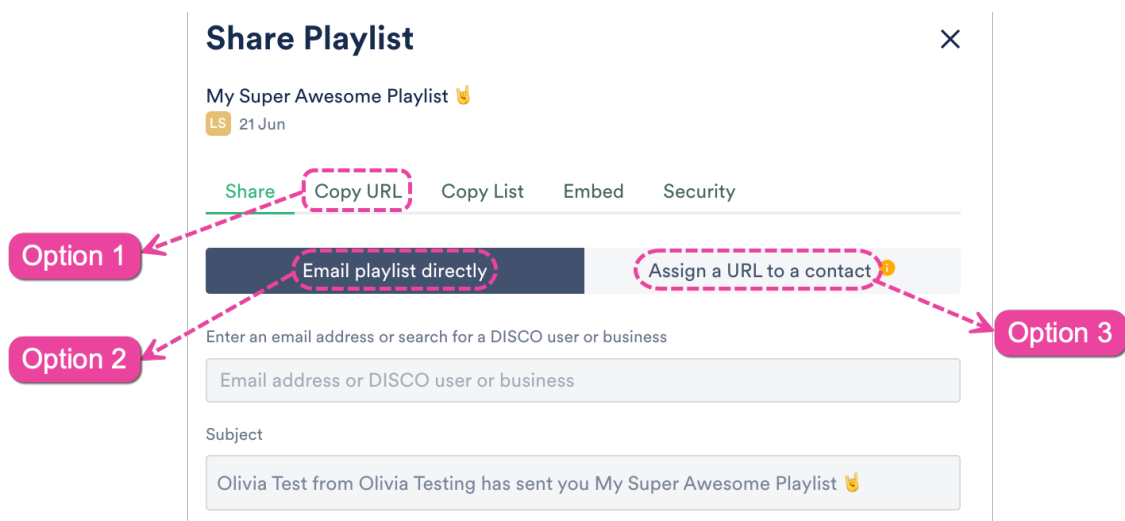 Share Playlist
My Super Awesome Playlist 🤘
LS 21 Jun
Share Copy URL Copy List Embed Security
Option 1
Email playlist directly Assign a URL to a contact
Option 2
Option 3
Enter an email address or search for a DISCO user or business
Email address or DISCO user or business
Subject
Olivia Test from Olivia Testing has sent you My Super Awesome Playlist 🤘